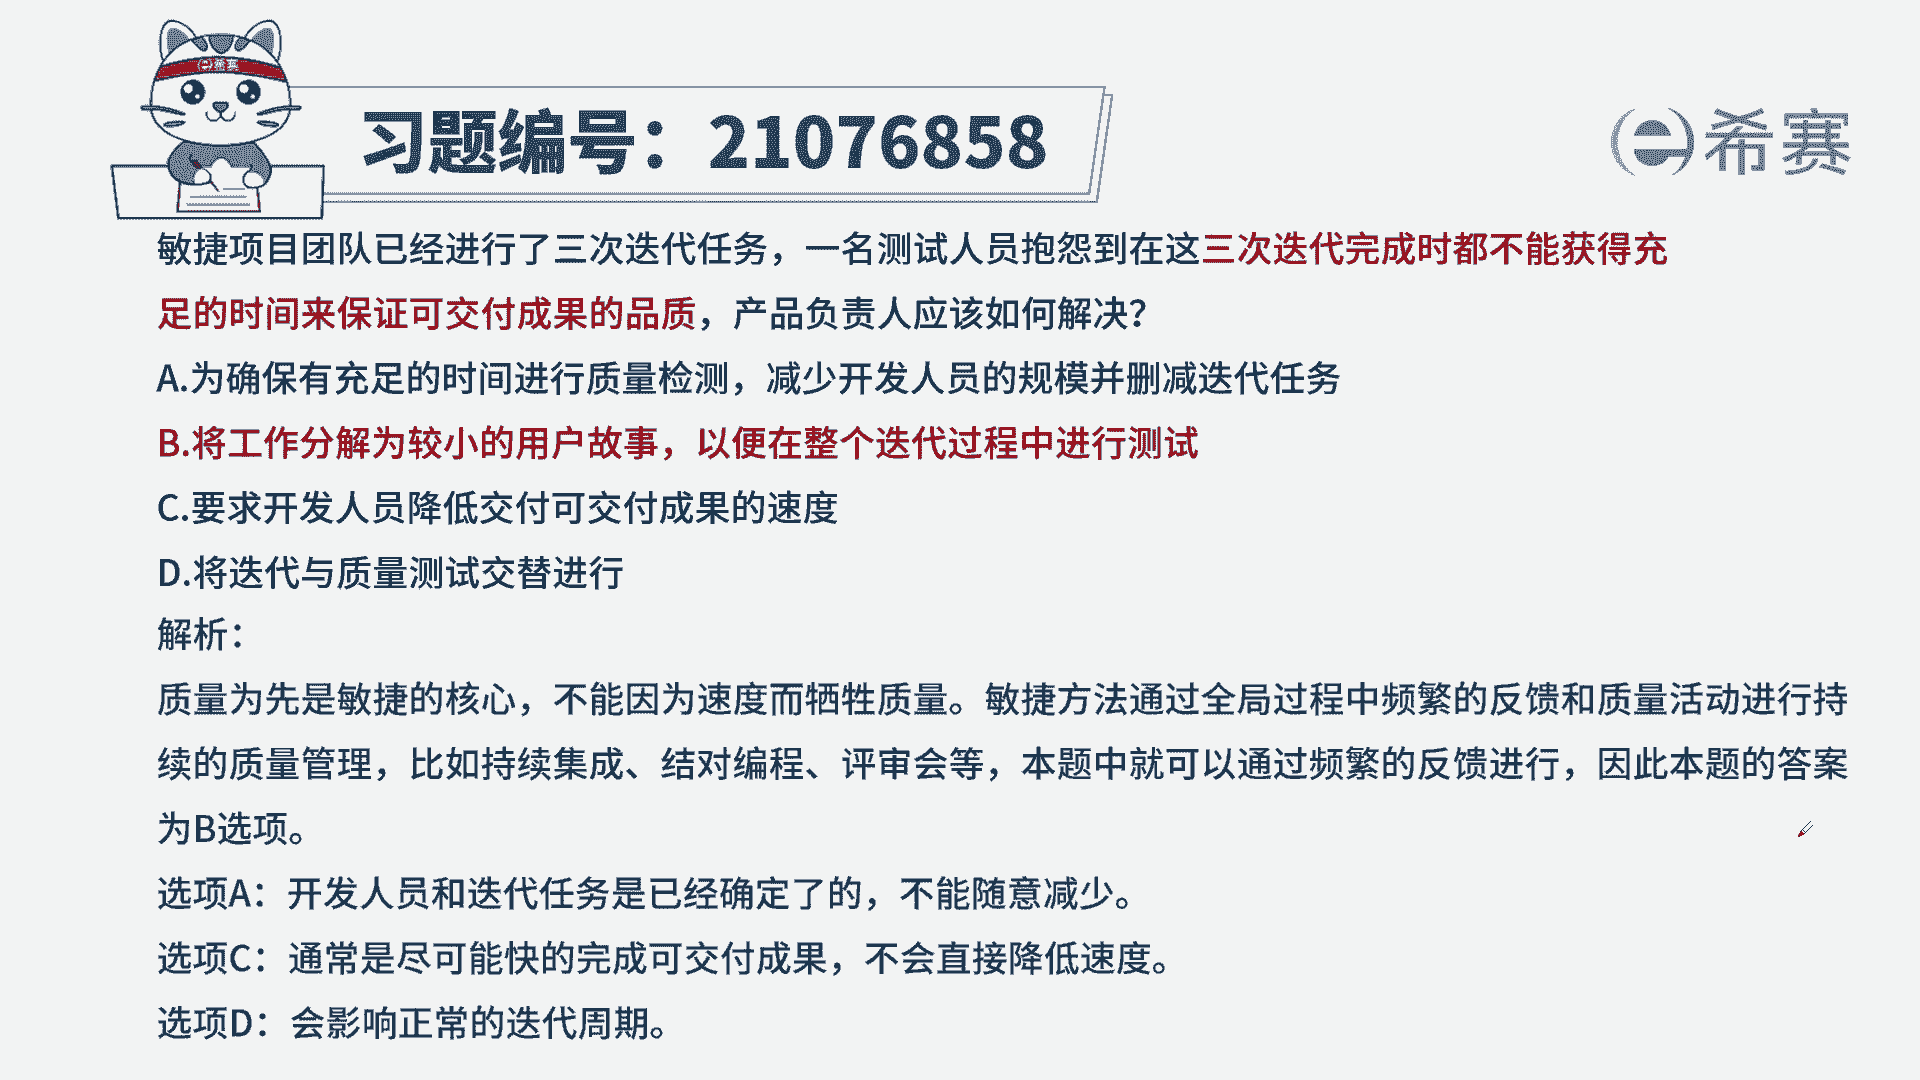 希赛
习题编号：21076858
希赛
敏捷项目团队已经进行了三次迭代任务，一名测试人员抱怨到在这三次迭代完成时都不能获得充
足的时间来保证可交付成果的品质，产品负责人应该如何解决？
A.为确保有充足的时间进行质量检测，减少开发人员的规模并删减迭代任务
B.将工作分解为较小的用户故事，以便在整个迭代过程中进行测试
C.要求开发人员降低交付可交付成果的速度
D.将迭代与质量测试交替进行
解析：
质量为先是敏捷的核心，不能因为速度而牺牲质量。敏捷方法通过全局过程中频繁的反馈和质量活动进行持
续的质量管理，比如持续集成、结对编程、评审会等，本题中就可以通过频繁的反馈进行，因此本题的答案
为B选项。
选项A：开发人员和迭代任务是已经确定了的，不能随意减少。
选项C：通常是尽可能快的完成可交付成果，不会直接降低速度。
选项D：会影响正常的迭代周期。